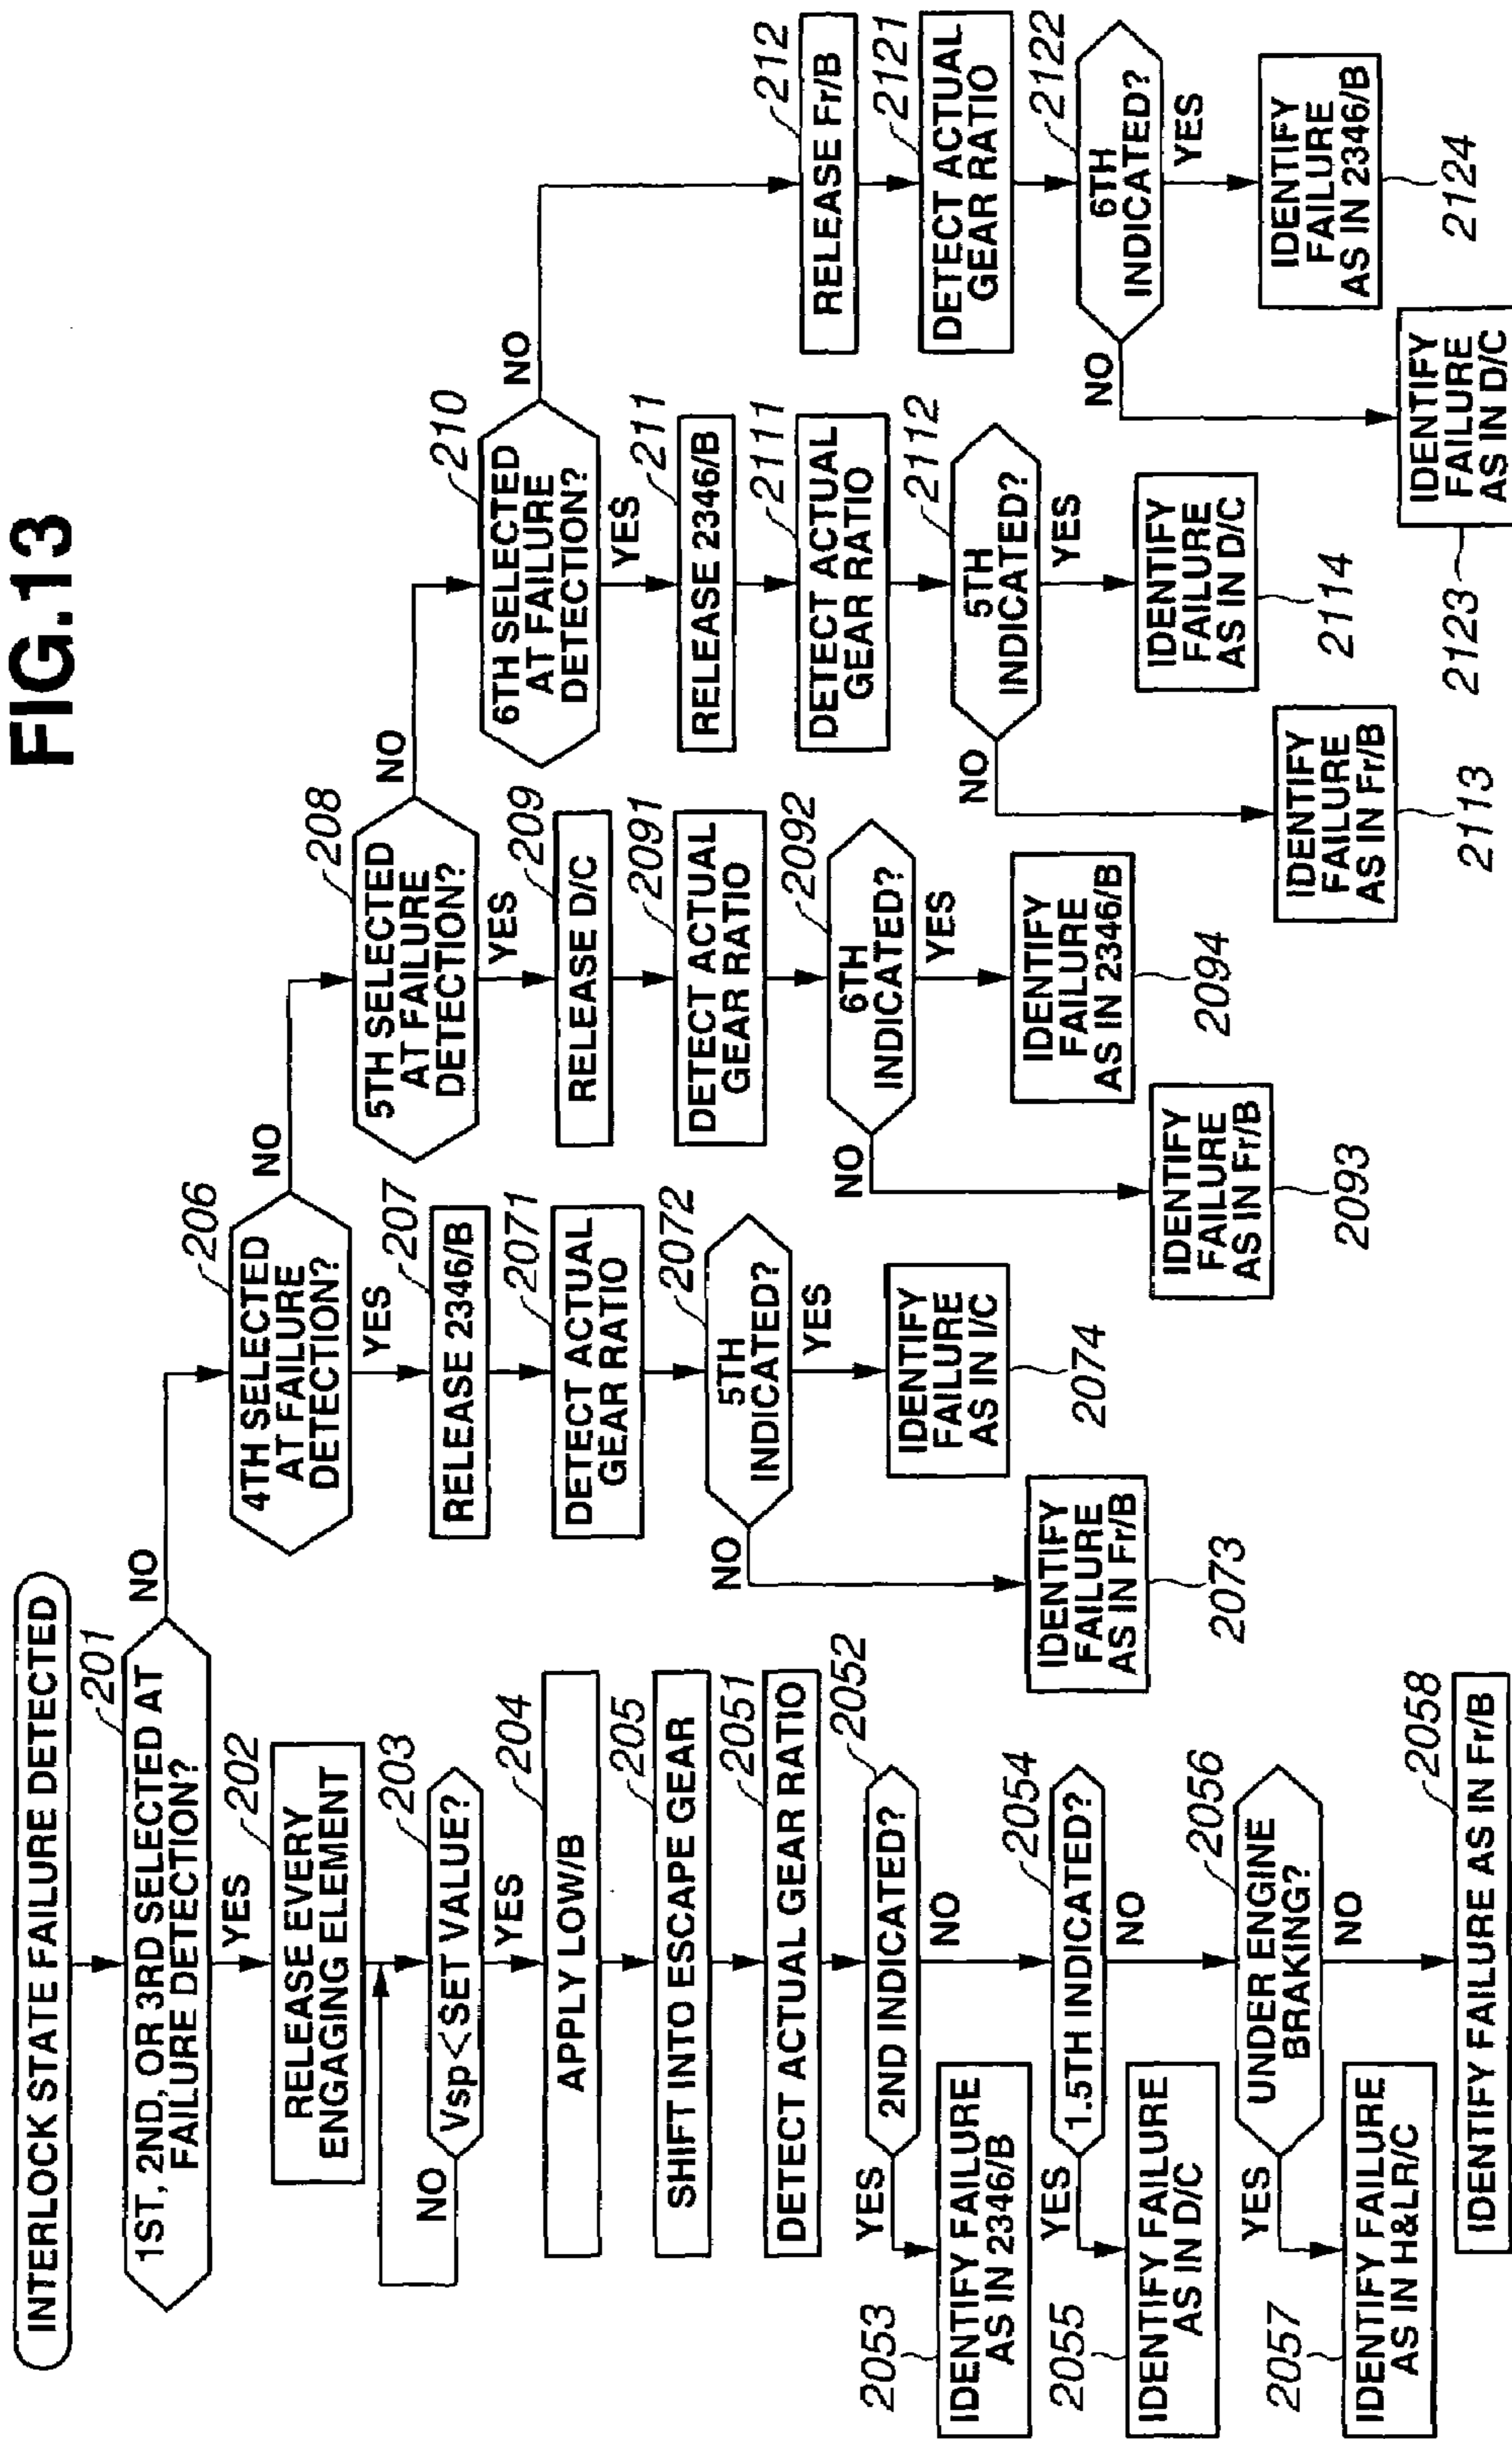 FIG.13
INTERLOCK STATE FAILURE DETECTED
201
1ST, 2ND, OR 3RD SELECTED AT
FAILURE DETECTION?
NO
YES
202
RELEASE EVERY
ENGAGING ELEMENT
203
Vsp<SET VALUE?
NO
YES
204
APPLY LOW/B
205
SHIFT INTO ESCAPE GEAR
2051
DETECT ACTUAL GEAR RATIO
2052
2ND INDICATED?
YES
NO
2053
IDENTIFY FAILURE
AS IN 2346/B
2054
1.5TH INDICATED?
YES
NO
2055
IDENTIFY FAILURE
AS IN D/C
2056
UNDER ENGINE
BRAKING?
YES
NO
2057
IDENTIFY FAILURE
AS IN H&LR/C
2058
IDENTIFY FAILURE AS IN Fr/B
206
4TH SELECTED
AT FAILURE
DETECTION?
NO
YES
207
RELEASE 2346/B
2071
DETECT ACTUAL
GEAR RATIO
2072
5TH
INDICATED?
NO
YES
IDENTIFY
FAILURE
AS IN Fr/B
2073
IDENTIFY
FAILURE
AS IN I/C
2074
208
5TH SELECTED
AT FAILURE
DETECTION?
NO
YES
209
RELEASE D/C
2091
DETECT ACTUAL
GEAR RATIO
2092
6TH
INDICATED?
NO
YES
IDENTIFY
FAILURE
AS IN Fr/B
2093
IDENTIFY
FAILURE
AS IN 2346/B
2094
210
6TH SELECTED
AT FAILURE
DETECTION?
NO
YES
211
RELEASE 2346/B
2111
DETECT ACTUAL
GEAR RATIO
2112
5TH
INDICATED?
NO
YES
IDENTIFY
FAILURE
AS IN Fr/B
2113
IDENTIFY
FAILURE
AS IN D/C
2114
212
RELEASE Fr/B
2121
DETECT ACTUAL
GEAR RATIO
2122
6TH
INDICATED?
NO
YES
IDENTIFY
FAILURE
AS IN D/C
2123
IDENTIFY
FAILURE
AS IN 2346/B
2124